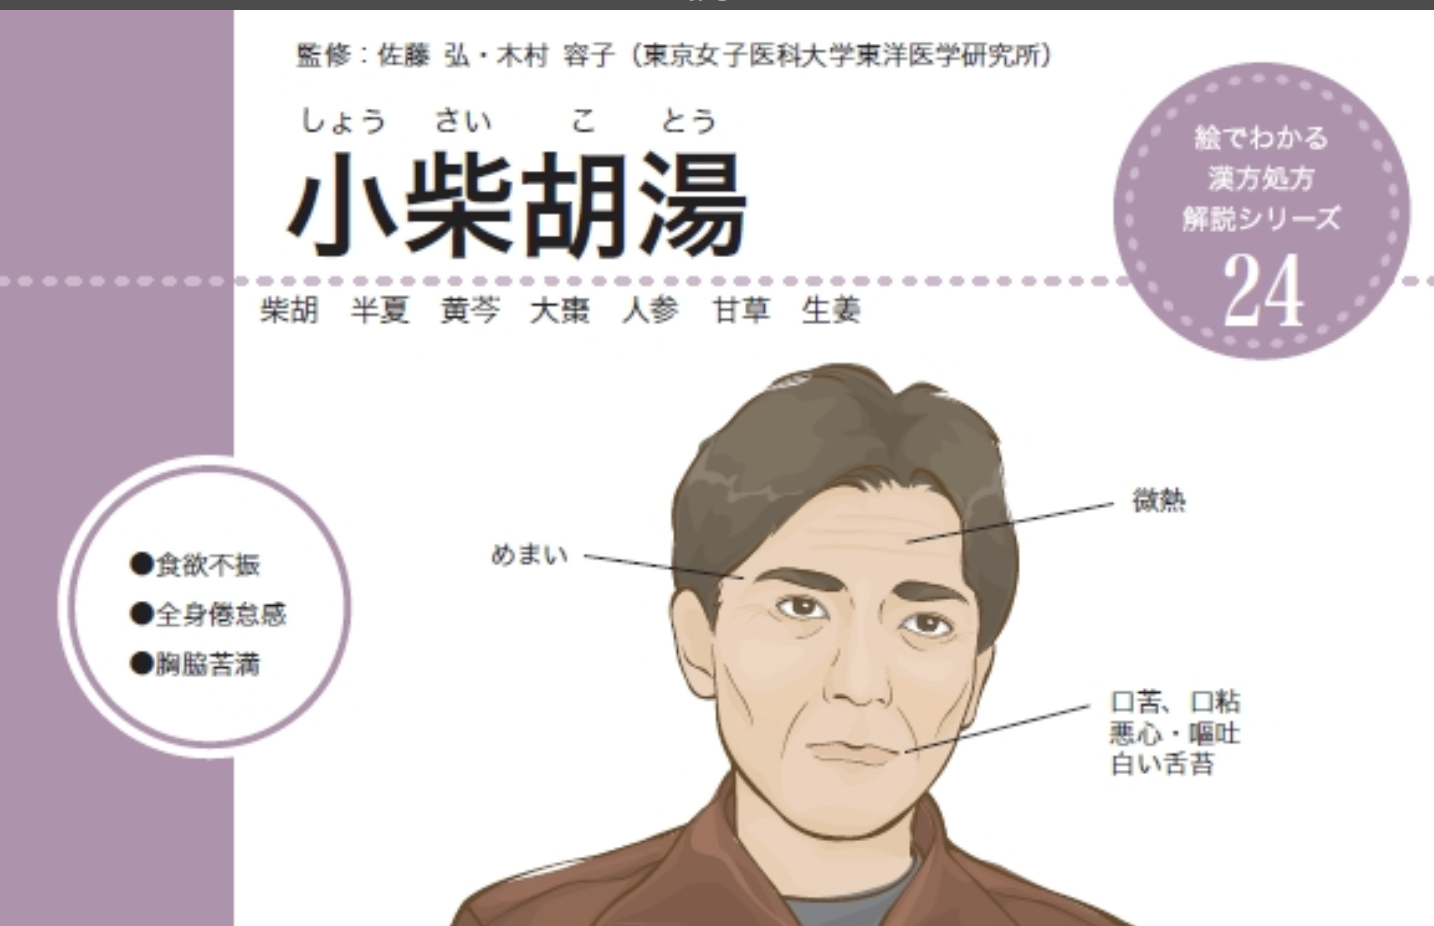 監修：佐藤 弘・木村 容子（東京女子医科大学東洋医学研究所）
しょう さい こ とう
小柴胡湯
絵でわかる
漢方処方
解説シリーズ
24
柴胡 半夏 黄芩 大棗 人参 甘草 生姜
微熱
めまい
●食欲不振
●全身倦怠感
●胸脇苦満
口苦、口粘
悪心・嘔吐
白い舌苔